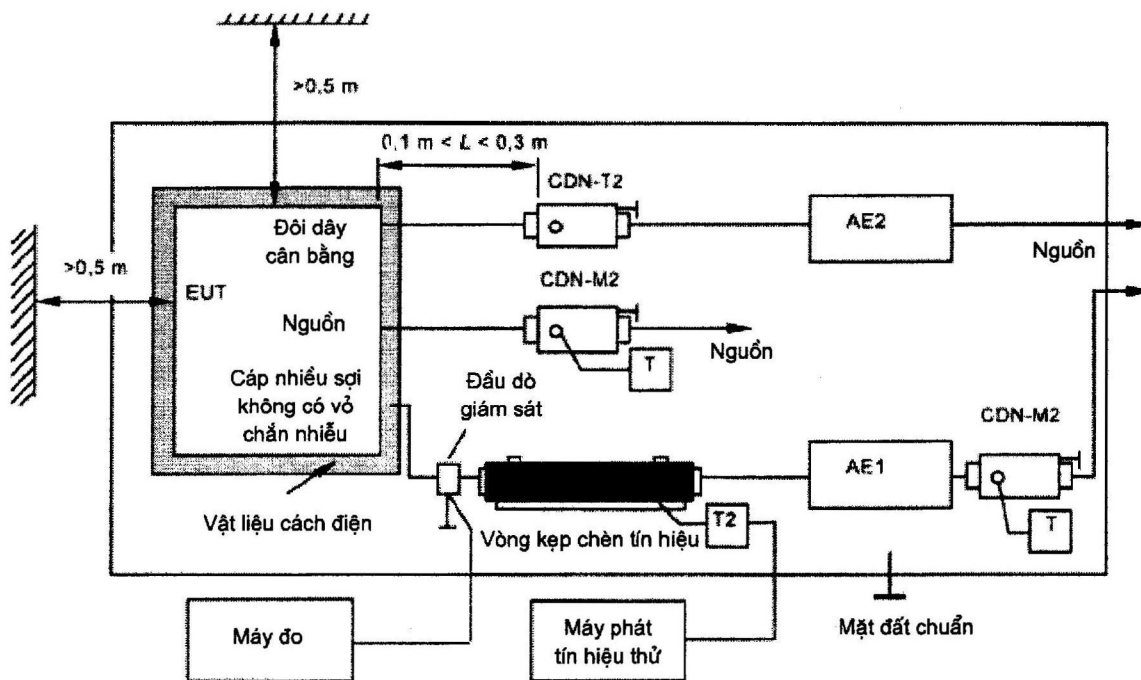 >0,5 m
0,1 m < L < 0,3 m
CDN-T2
Đôi dây
cân bằng
AE2
Nguồn
>0,5 m
EUT
CDN-M2
Nguồn
Nguồn
T
Cáp nhiều sợi
không có vỏ
chắn nhiễu
Đầu dò
giám sát
CDN-M2
AE1
T2
T
Vật liệu cách điện
Vòng kẹp chèn tín hiệu
Máy đo
Máy phát
tín hiệu thử
Mặt đất chuẩn